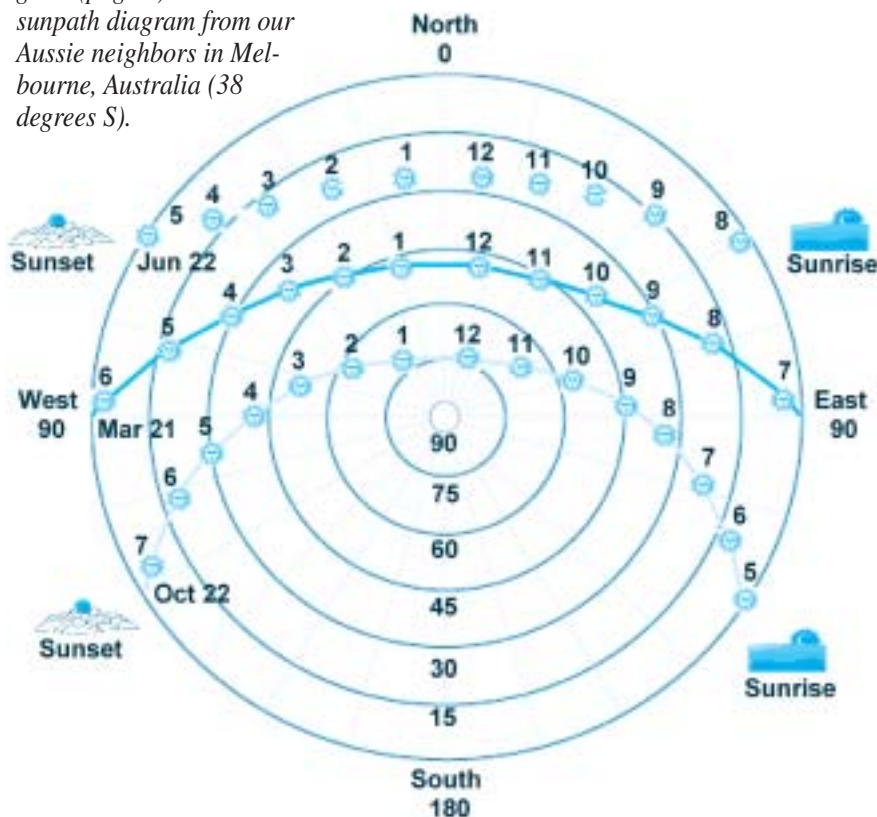 sunpath diagram from our
Aussie neighbors in Mel-
bourne, Australia (38
degrees S).
North
0
5 4 3 2 1 12 11 10 9 8
Sunset
Jun 22
Sunrise
6 5 4 3 2 1 12 11 10 9 8 7
West
90
Mar 21
East
90
7 6 5 4 3 2 1 12 11 10 9 8 7 6 5
Oct 22
Sunset
Sunrise
90
75
60
45
30
15
South
180